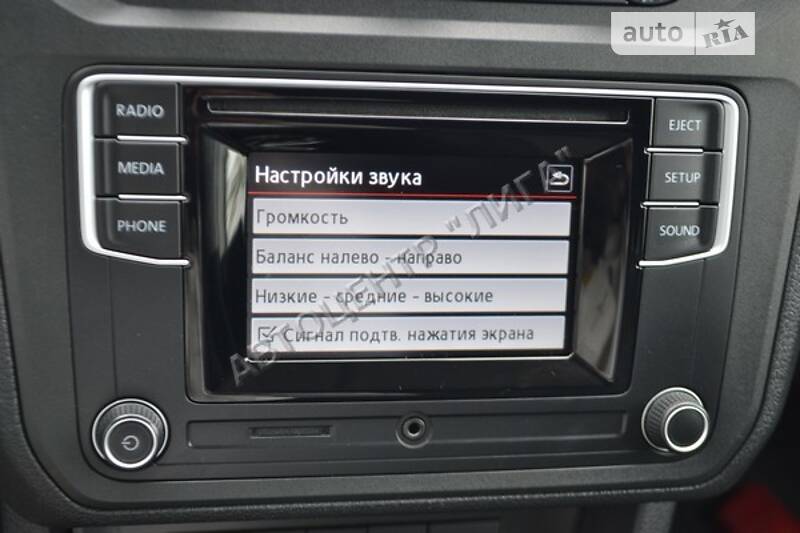 auto RIA
RADIO
MEDIA
PHONE
EJECT
SETUP
SOUND
Настройки звука
Громкость
Баланс налево - направо
Низкие - средние - высокие
Сигнал подтв. нажатия экрана
АВТОЦЕНТР "ЛИГА"